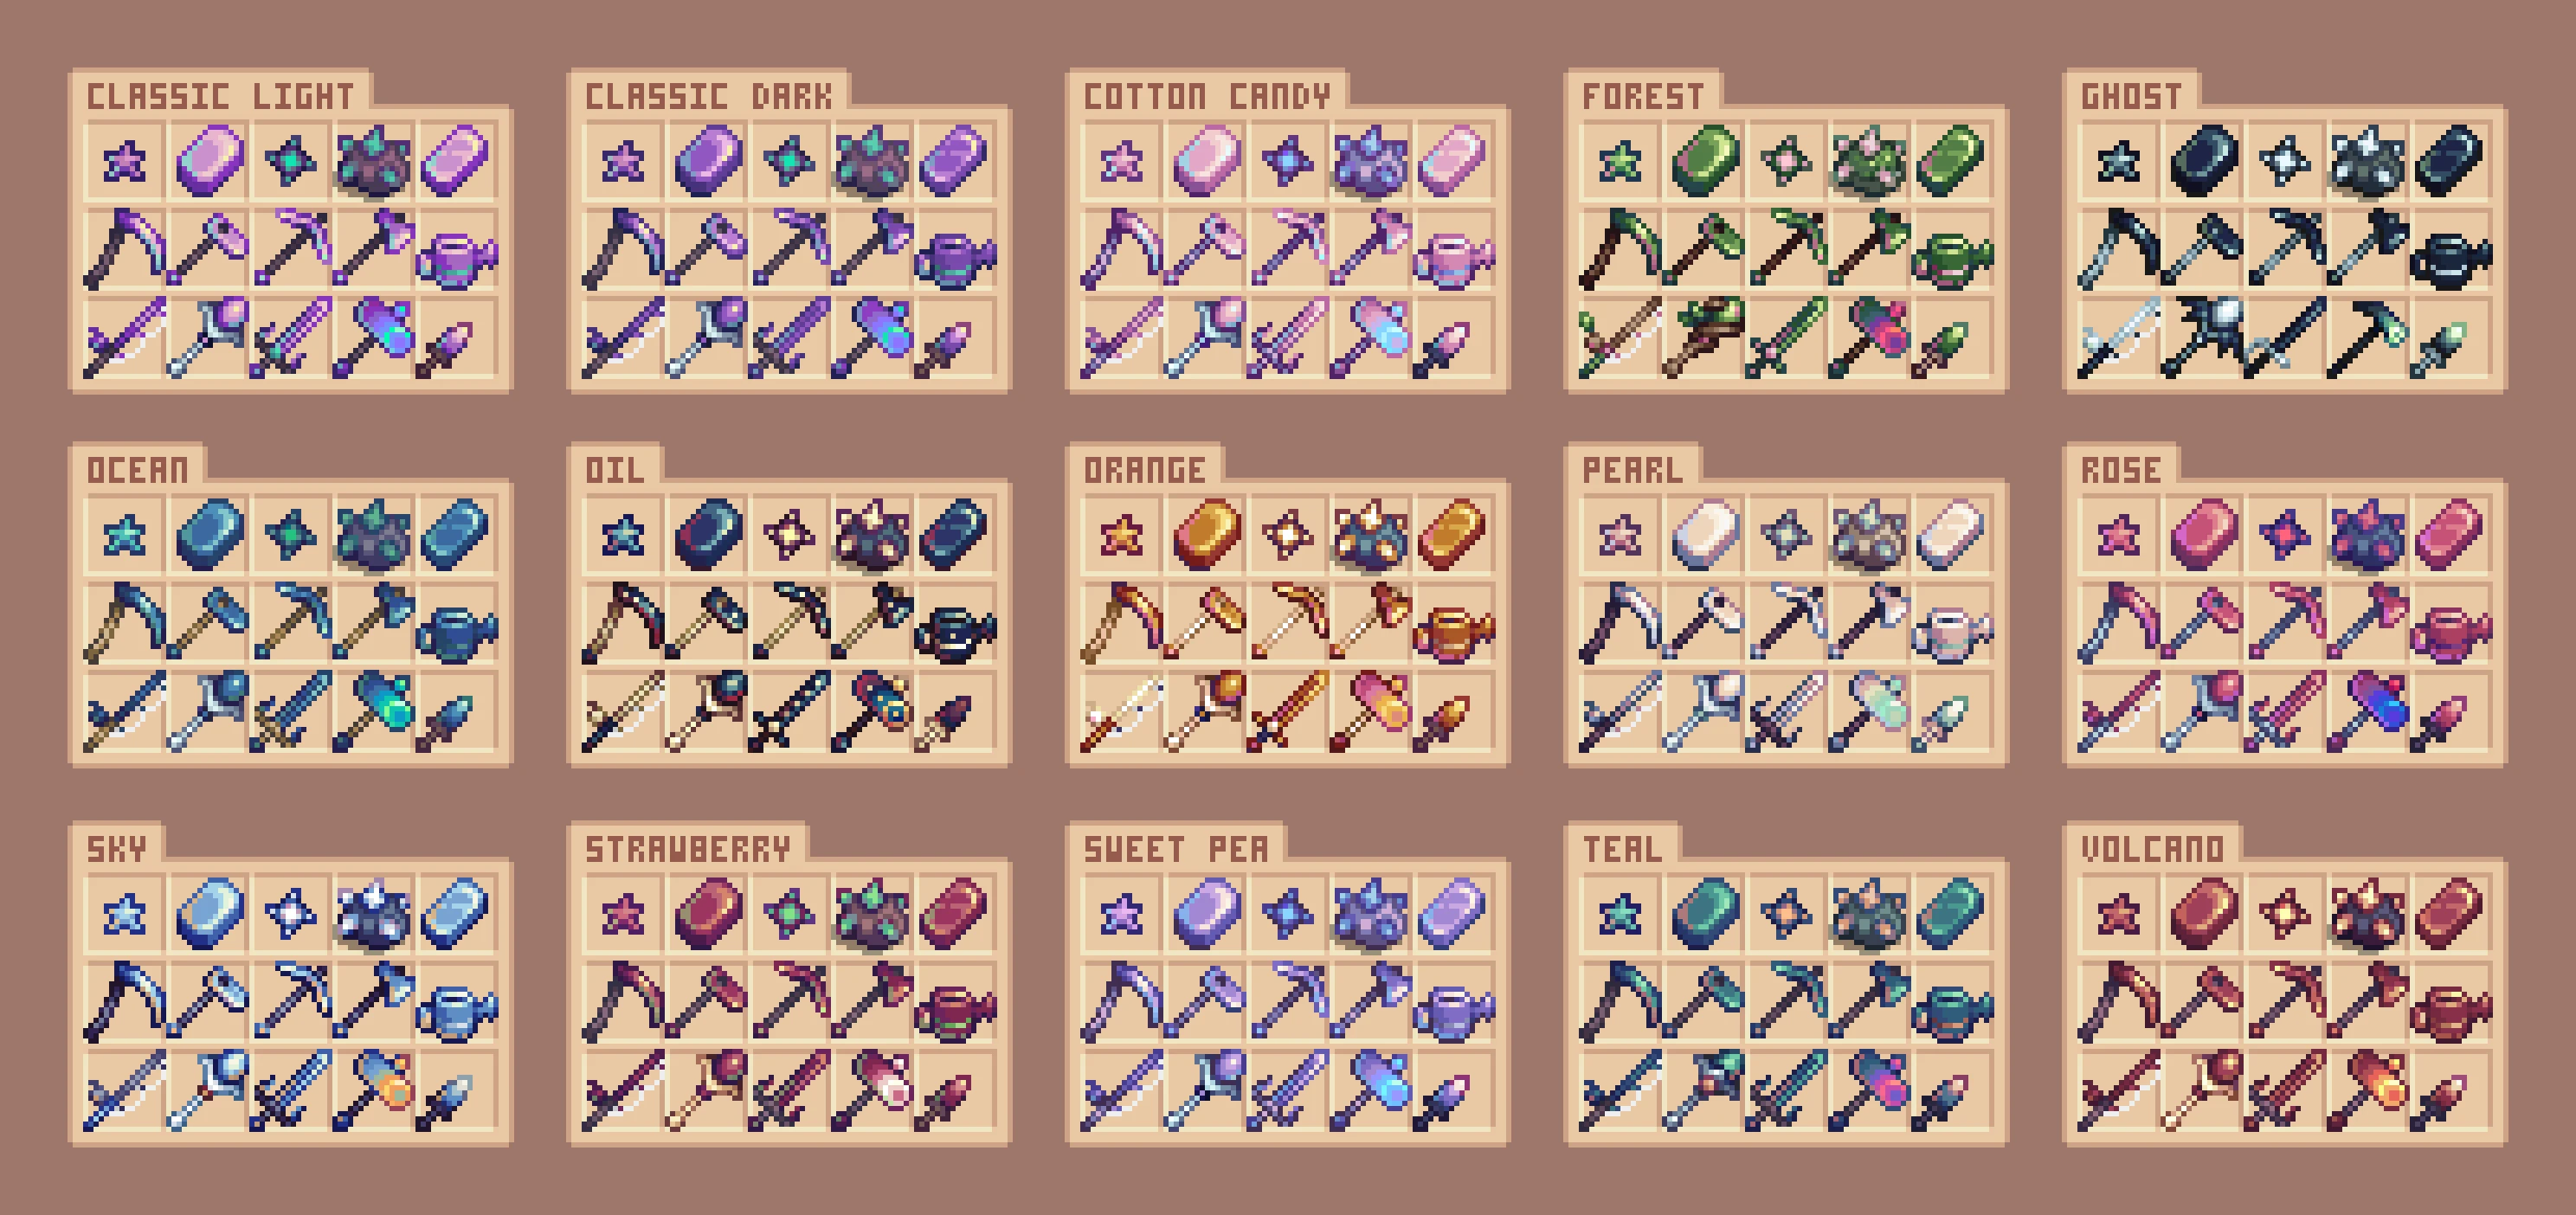 CLASSIC LIGHT
CLASSIC DARK
COTTON CANDY
FOREST
GHOST
OCEAN
OIL
ORANGE
PEARL
ROSE
SKY
STRAWBERRY
SWEET PEA
TEAL
VOLCANO